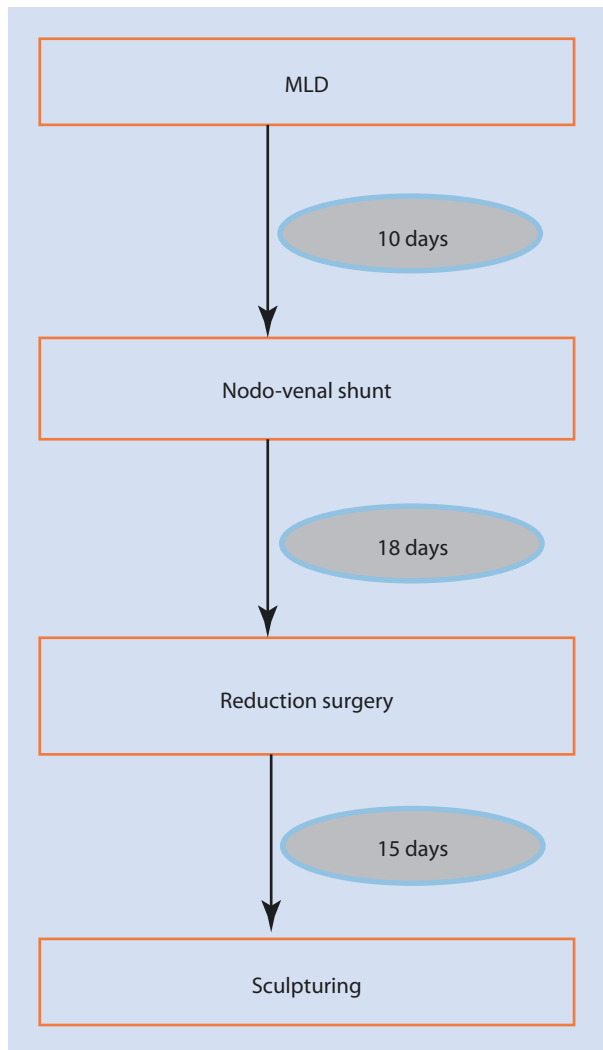 MLD
10 days
Nodo-venal shunt
18 days
Reduction surgery
15 days
Sculpturing